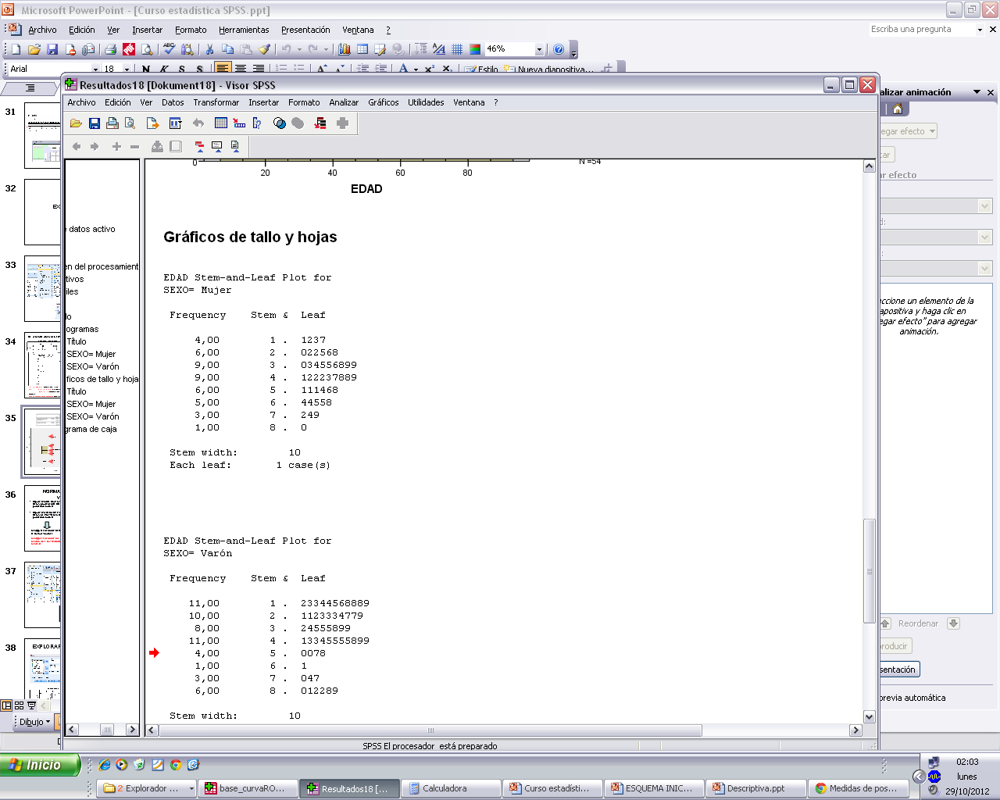 Microsoft PowerPoint - [Curso estadística SPSS.ppt]
Archivo Edición Ver Insertar Formato Herramientas Presentación Ventana ?
Escriba una pregunta
46%
Arial 18 N K S Estilo Nueva diapositiva...
Resultados18 [Dokument18] - Visor SPSS
Archivo Edición Ver Datos Transformar Insertar Formato Analizar Gráficos Utilidades Ventana ?
31
32
33
34
35
36
37
38
EXPLORAR
NORMA
datos activo
en del procesamient
tivos
iles
lo
ogramas
Título
SEXO= Mujer
SEXO= Varón
ficos de tallo y hoja
Título
SEXO= Mujer
SEXO= Varón
grama de caja
0
20 40 60 80
N =54
EDAD
Gráficos de tallo y hojas
EDAD Stem-and-Leaf Plot for
SEXO= Mujer
Frequency Stem & Leaf
4,00 1 . 1237
6,00 2 . 022568
9,00 3 . 034556899
9,00 4 . 122237889
6,00 5 . 111468
5,00 6 . 44558
3,00 7 . 249
1,00 8 . 0
Stem width: 10
Each leaf: 1 case(s)
EDAD Stem-and-Leaf Plot for
SEXO= Varón
Frequency Stem & Leaf
11,00 1 . 23344568889
10,00 2 . 1123334779
8,00 3 . 24555899
11,00 4 . 13345555899
4,00 5 . 0078
1,00 6 . 1
3,00 7 . 047
6,00 8 . 012289
Stem width: 10
SPSS El procesador está preparado
alizar animación
egar efecto
ar
r efecto
d:
:
eccione un elemento de la
apositiva y haga clic en
egar efecto" para agregar
animación.
Reordenar
oducir
sentación
previa automática
Dibujo
Inicio
2 Explorador ...
base_curvaRO...
Resultados18 [...
Calculadora
Curso estadísti...
ESQUEMA INIC...
Descriptiva.ppt
Medidas de pos...
02:03
lunes
29/10/2012